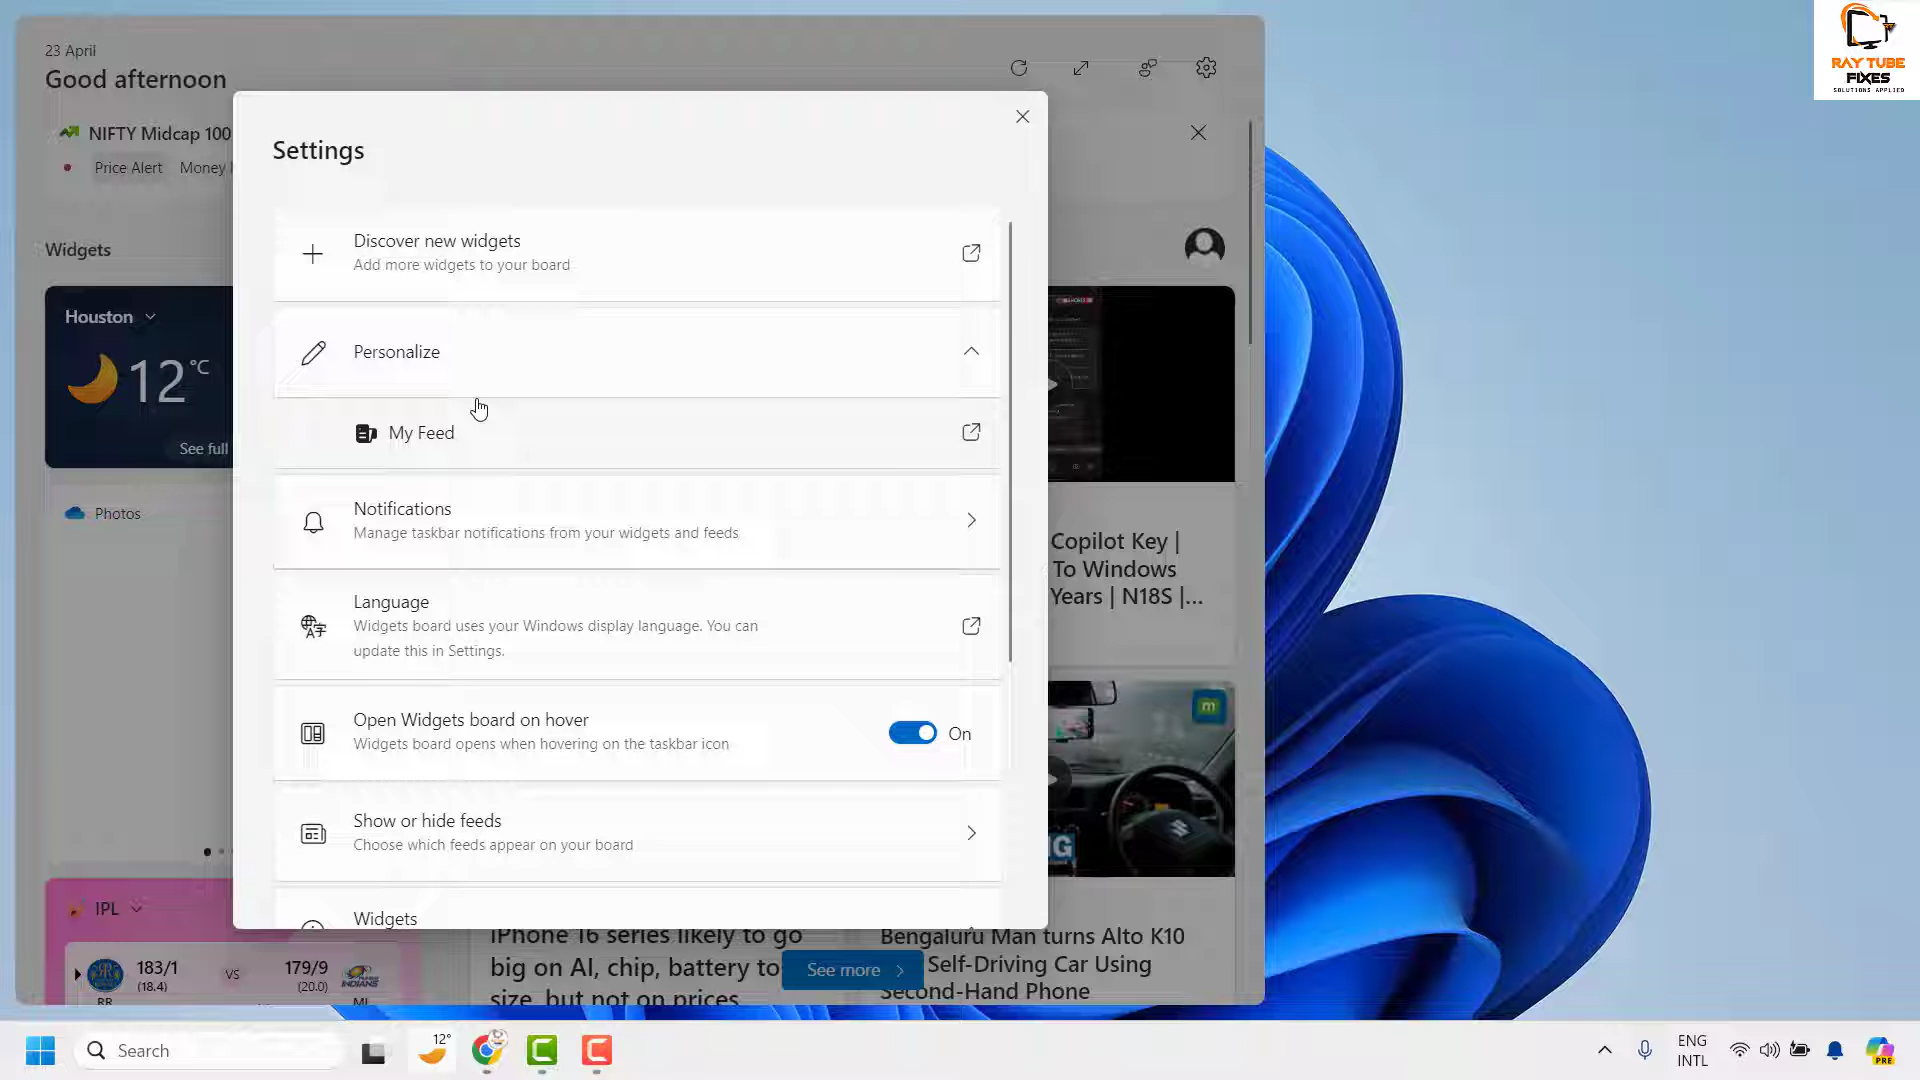 23 April
Good afternoon
NIFTY Midcap 100
Price Alert Money
Widgets
Houston
12°C
See full
Photos
IPL
183/1
(18.4)
RR
VS
179/9
(20.0)
MI
Settings
Discover new widgets
Add more widgets to your board
Personalize
My Feed
Notifications
Manage taskbar notifications from your widgets and feeds
Language
Widgets board uses your Windows display language. You can
update this in Settings.
Open Widgets board on hover
Widgets board opens when hovering on the taskbar icon
On
Show or hide feeds
Choose which feeds appear on your board
Widgets
Copilot Key |
To Windows
Years | N18S |...
m
iPhone 16 series likely to go
big on AI, chip, battery
size, but not on prices
See more
Bengaluru Man turns Alto K10
Self-Driving Car Using
Second-Hand Phone
RAY TUBE
FIXES
SOLUTIONS APPLIED
Search
12°
ENG
INTL
PRE